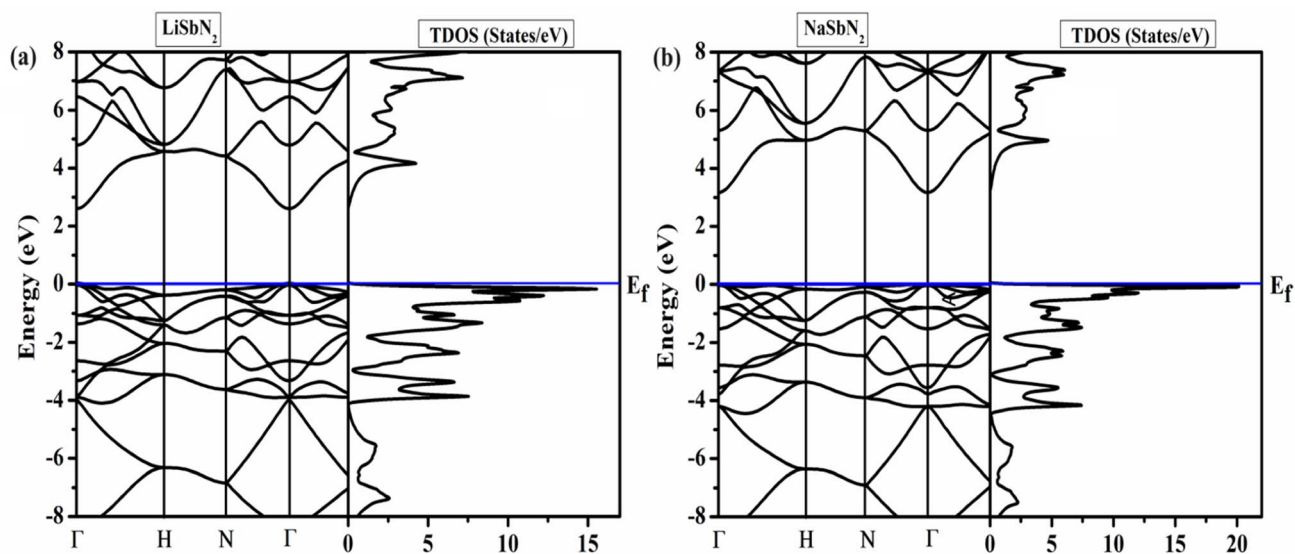 LiSbN2
TDOS (States/eV)
NaSbN2
TDOS (States/eV)
(a)
8
6
4
2
0
-2
-4
-6
-8
Energy (eV)
Ef
Γ H N Γ 0 5 10 15
(b)
8
6
4
2
0
-2
-4
-6
-8
Energy (eV)
Ef
Γ H N Γ 0 5 10 15 20